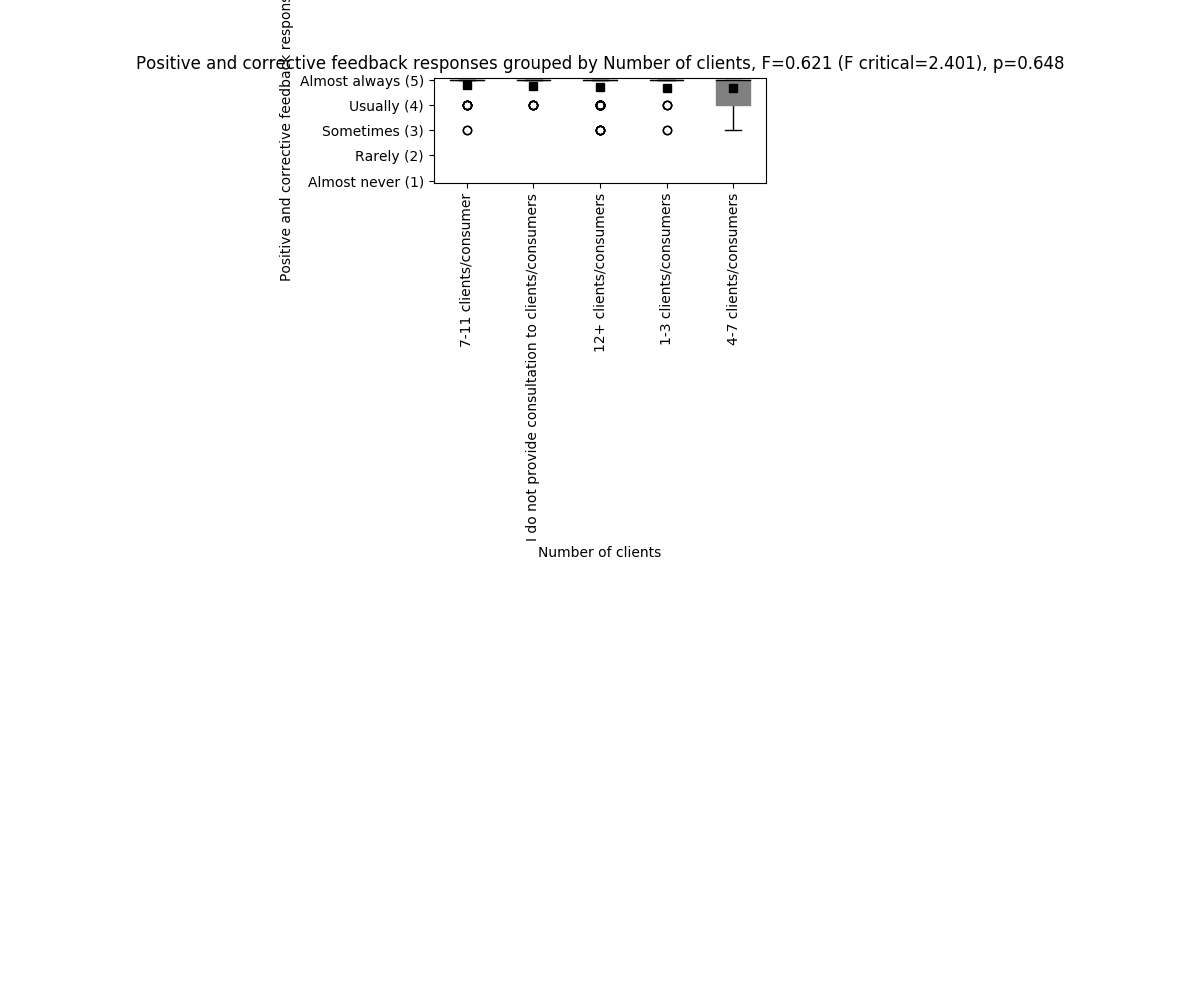 Positive and corrective feedback responses grouped by Number of clients, F=0.621 (F critical=2.401), p=0.648
Positive and corrective feedback respons
Almost always (5)
Usually (4)
Sometimes (3)
Rarely (2)
Almost never (1)
7-11 clients/consumer
I do not provide consultation to clients/consumers
12+ clients/consumers
1-3 clients/consumers
4-7 clients/consumers
Number of clients